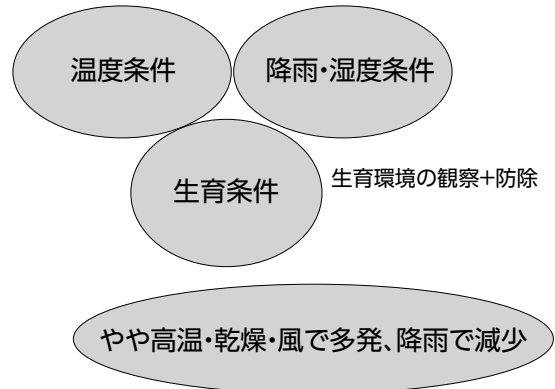 温度条件
降雨・湿度条件
生育条件
生育環境の観察+防除
やや高温・乾燥・風で多発、降雨で減少